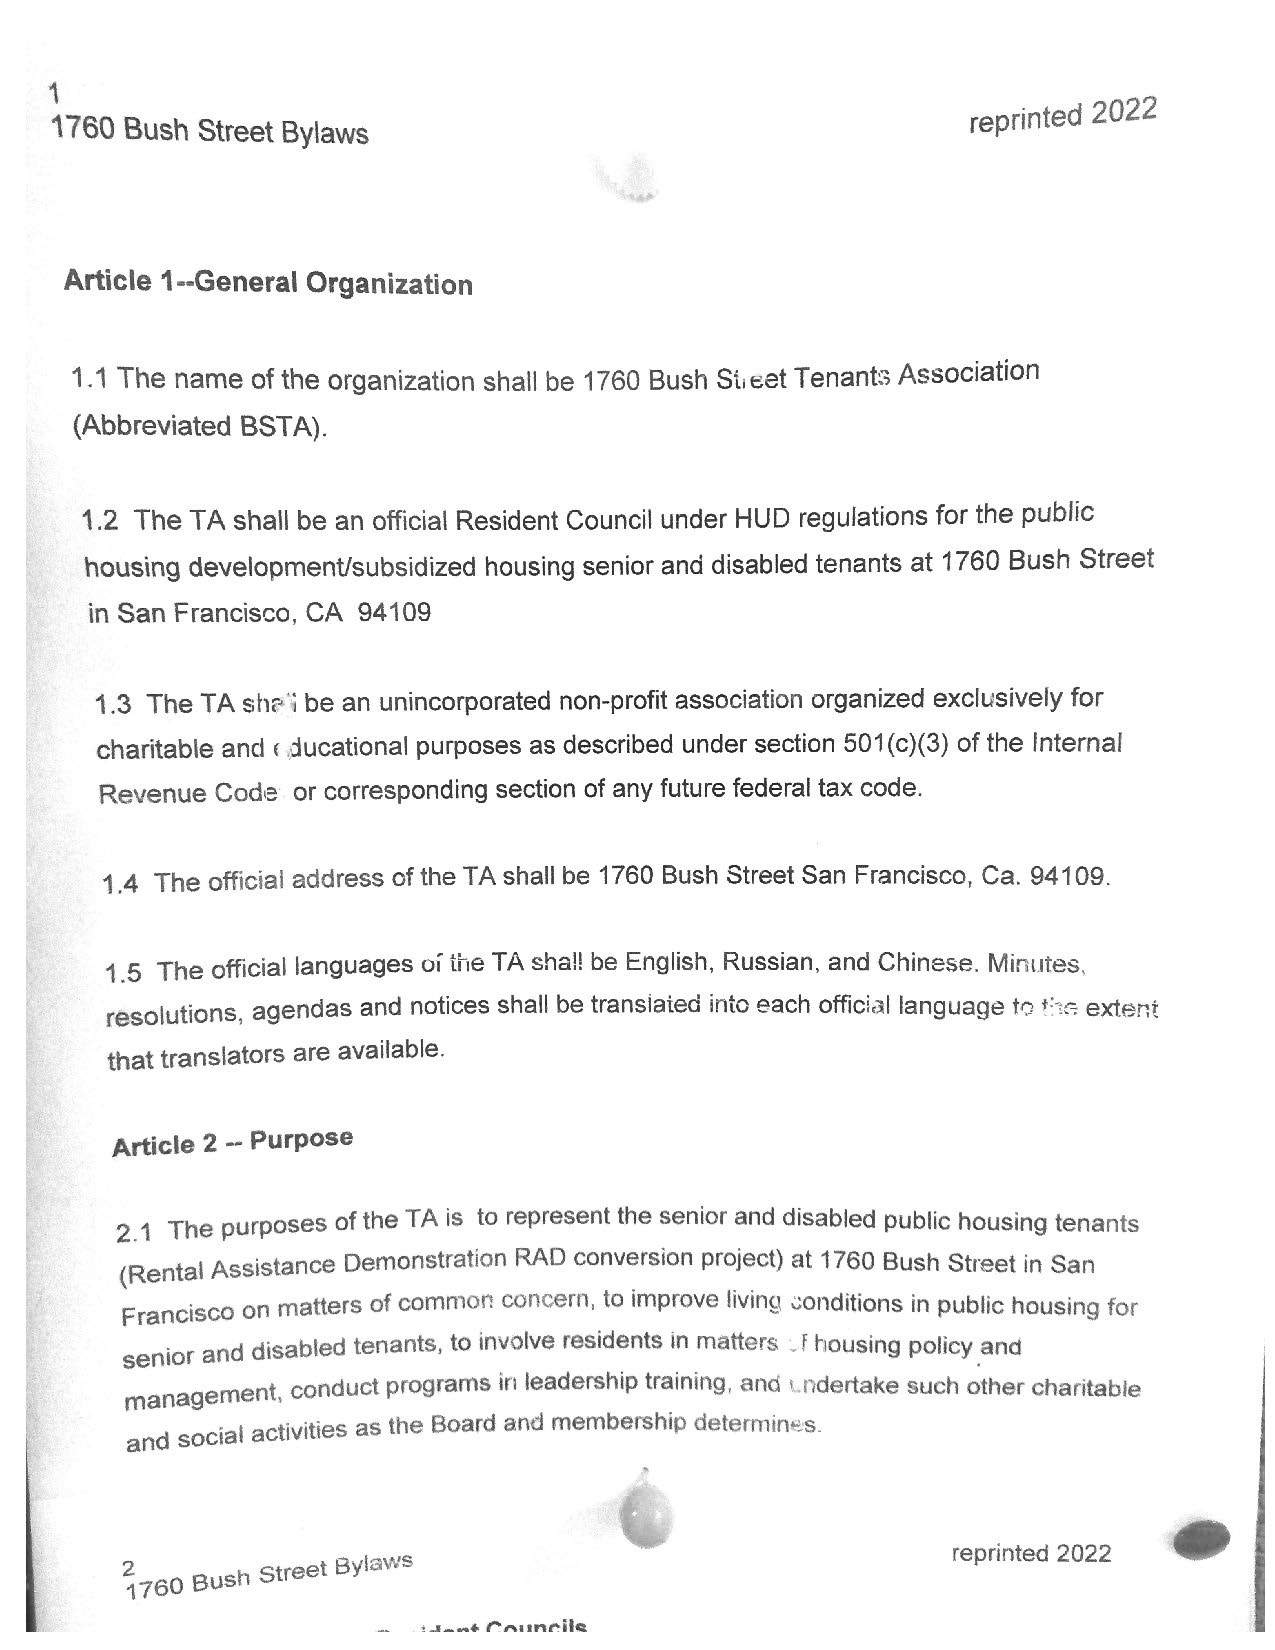 1
1760 Bush Street Bylaws
reprinted 2022
Article 1--General Organization
1.1 The name of the organization shall be 1760 Bush Street Tenants Association
(Abbreviated BSTA).
1.2 The TA shall be an official Resident Council under HUD regulations for the public
housing development/subsidized housing senior and disabled tenants at 1760 Bush Street
in San Francisco, CA 94109
1.3 The TA shall be an unincorporated non-profit association organized exclusively for
charitable and educational purposes as described under section 501(c)(3) of the Internal
Revenue Code or corresponding section of any future federal tax code.
1.4 The official address of the TA shall be 1760 Bush Street San Francisco, Ca. 94109.
1.5 The official languages of the TA shall be English, Russian, and Chinese. Minutes,
resolutions, agendas and notices shall be translated into each official language to the extent
that translators are available.
Article 2 -- Purpose
2.1 The purposes of the TA is to represent the senior and disabled public housing tenants
(Rental Assistance Demonstration RAD conversion project) at 1760 Bush Street in San
Francisco on matters of common concern, to improve living conditions in public housing for
senior and disabled tenants, to involve residents in matters of housing policy and
management, conduct programs in leadership training, and undertake such other charitable
and social activities as the Board and membership determines.
2
1760 Bush Street Bylaws
reprinted 2022
Councils